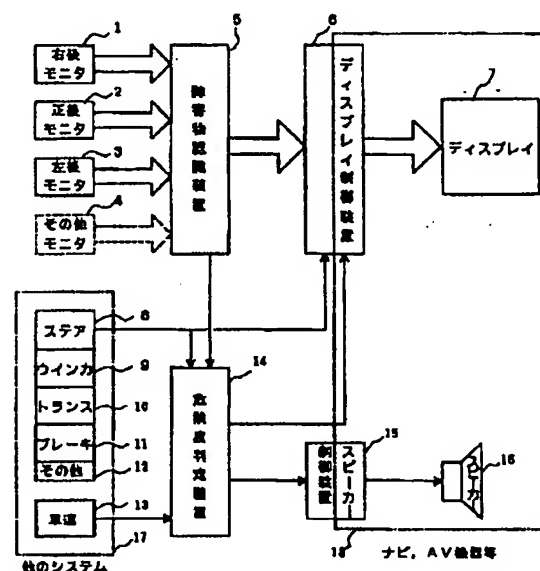 1
右後
モニタ
2
正後
モニタ
3
左後
モニタ
4
その他
モニタ
5
障害物認識装置
6
ディスプレイ制御装置
7
ディスプレイ
8
ステア
ウインカ
9
トランス
10
ブレーキ
11
その他
12
車速
13
17
他のシステム
14
危険度判定装置
15
スピーカー
制御装置
スピーカ
16
18
ナビ，AV機器等